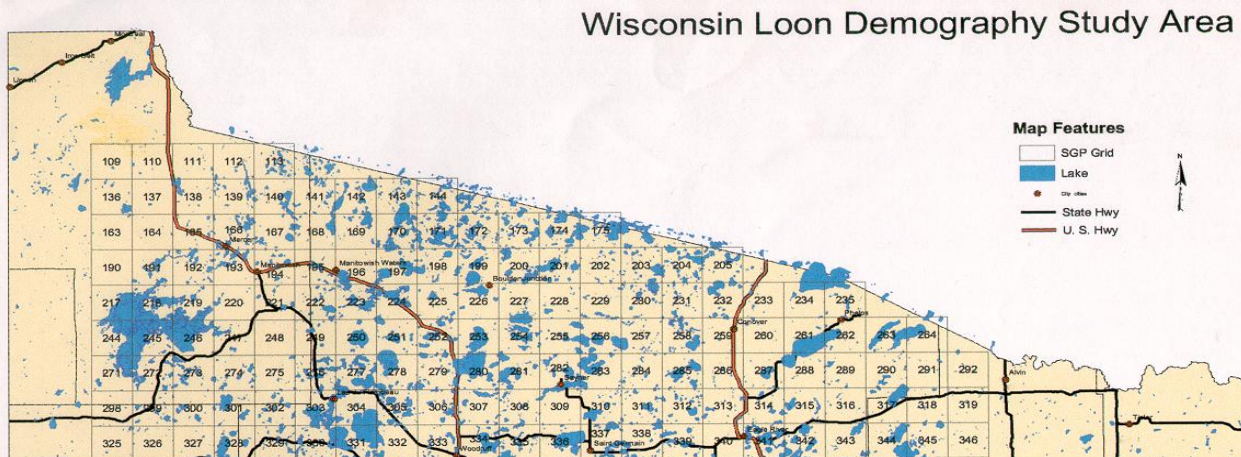 Wisconsin Loon Demography Study Area
Map Features
SGP Grid
Lake
City cities
State Hwy
U. S. Hwy
N
Montreal
Iron Belt
Upson
109 110 111 112 113
136 137 138 139 140 141 142 143 144
163 164 165 166 167 168 169 170 171 172 173 174 175
Mercer
190 191 192 193 194 195 196 197 198 199 200 201 202 203 204 205
Manitowish Waters
Boulder Junction
217 218 219 220 221 222 223 224 225 226 227 228 229 230 231 232 233 234 235
Phelps
Conover
244 245 246 247 248 249 250 251 252 253 254 255 256 257 258 259 260 261 262 263 264
271 272 273 274 275 276 277 278 279 280 281 282 283 284 285 286 287 288 289 290 291 292
Alvin
Sayner
298 299 300 301 302 303 304 305 306 307 308 309 310 311 312 313 314 315 316 317 318 319
Tipler
325 326 327 328 329 330 331 332 333 334 335 336 337 338 339 340 341 342 343 344 345 346
Eagle River
Saint Germain
Woodruff